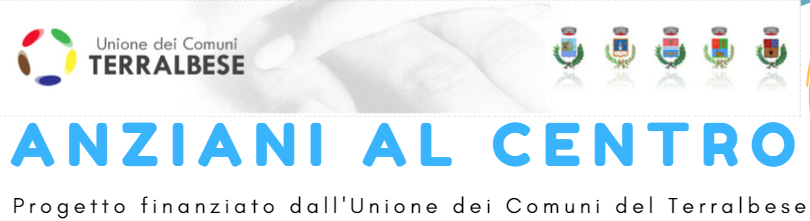 Unione dei Comuni
TERRALBESE
ANZIANI AL CENTRO
Progetto finanziato dall'Unione dei Comuni del Terralbese